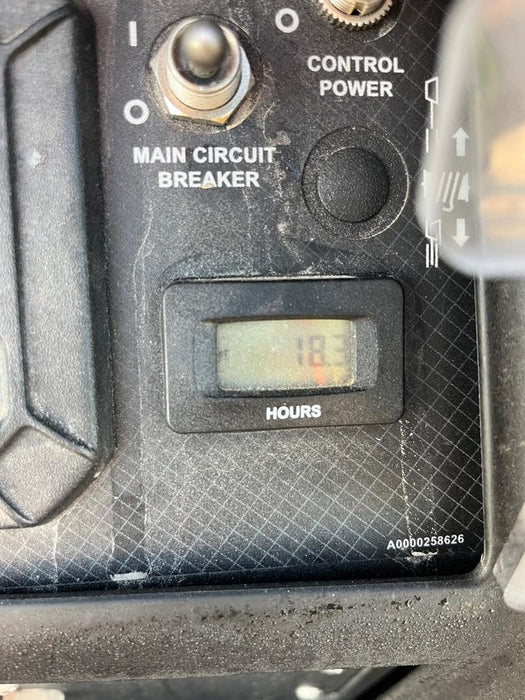 I
O
O
CONTROL
POWER
MAIN CIRCUIT
BREAKER
18.3
HOURS
A0000258626